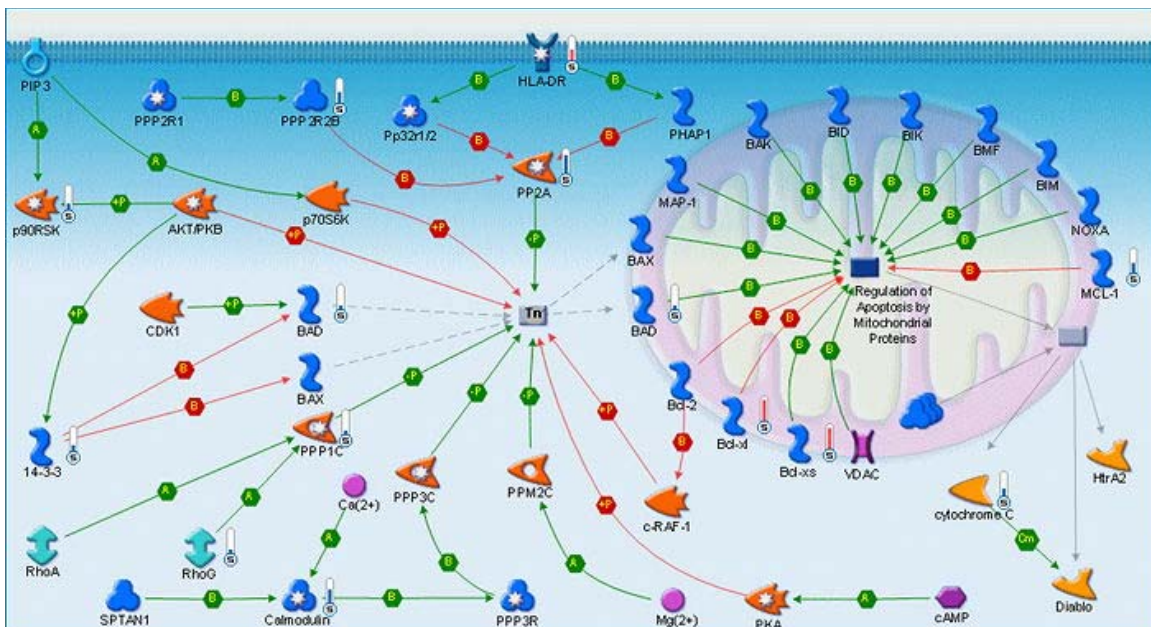 PIP3
HLA-DR
PPP2R1
B
PPP2R2B
S
Pp32r1/2
B
B
S
PHAP1
BAK
BID
BIK
BMF
BIM
A
A
B
B
B
PP2A
S
MAP-1
NOXA
B
B
B
B
B
B
B
B
p90RSK
S
+P
AKT/PKB
p70S6K
+P
+P
-P
BAX
B
MCL-1
S
BAD
S
B
Regulation of
Apoptosis by
Mitochondrial
Proteins
CDK1
+P
BAD
S
Tn
+P
B
B
BAX
-P
-P
-P
+P
B
B
B
B
Bcl-2
B
Bcl-xl
S
Bcl-xs
S
VDAC
14-3-3
S
PPP1C
S
PPP3C
PPM2C
c-RAF-1
+P
HtrA2
cytochrome C
S
Cm
Ca(2+)
A
A
A
RhoA
RhoG
S
B
A
SPTAN1
B
Calmodulin
S
B
PPP3R
Mg(2+)
PKA
A
cAMP
Diablo